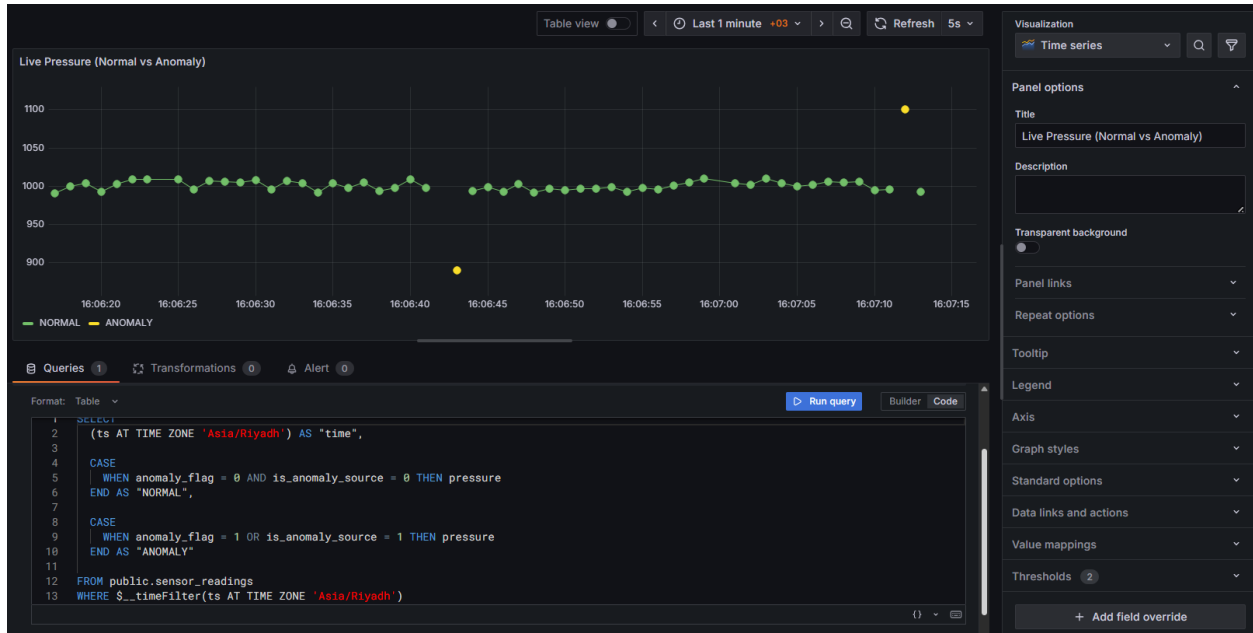 Table view
Last 1 minute +03
Refresh 5s
Live Pressure (Normal vs Anomaly)
1100
1050
1000
950
900
16:06:20 16:06:25 16:06:30 16:06:35 16:06:40 16:06:45 16:06:50 16:06:55 16:07:00 16:07:05 16:07:10 16:07:15
NORMAL ANOMALY
Queries 1 Transformations 0 Alert 0
Format: Table Run query Builder Code
1 SELECT
2 (ts AT TIME ZONE 'Asia/Riyadh') AS "time",
3
4 CASE
5 WHEN anomaly_flag = 0 AND is_anomaly_source = 0 THEN pressure
6 END AS "NORMAL",
7
8 CASE
9 WHEN anomaly_flag = 1 OR is_anomaly_source = 1 THEN pressure
10 END AS "ANOMALY"
11
12 FROM public.sensor_readings
13 WHERE $__timeFilter(ts AT TIME ZONE 'Asia/Riyadh')
{}
Visualization
Time series
Panel options
Title
Live Pressure (Normal vs Anomaly)
Description
Transparent background
Panel links
Repeat options
Tooltip
Legend
Axis
Graph styles
Standard options
Data links and actions
Value mappings
Thresholds 2
+ Add field override